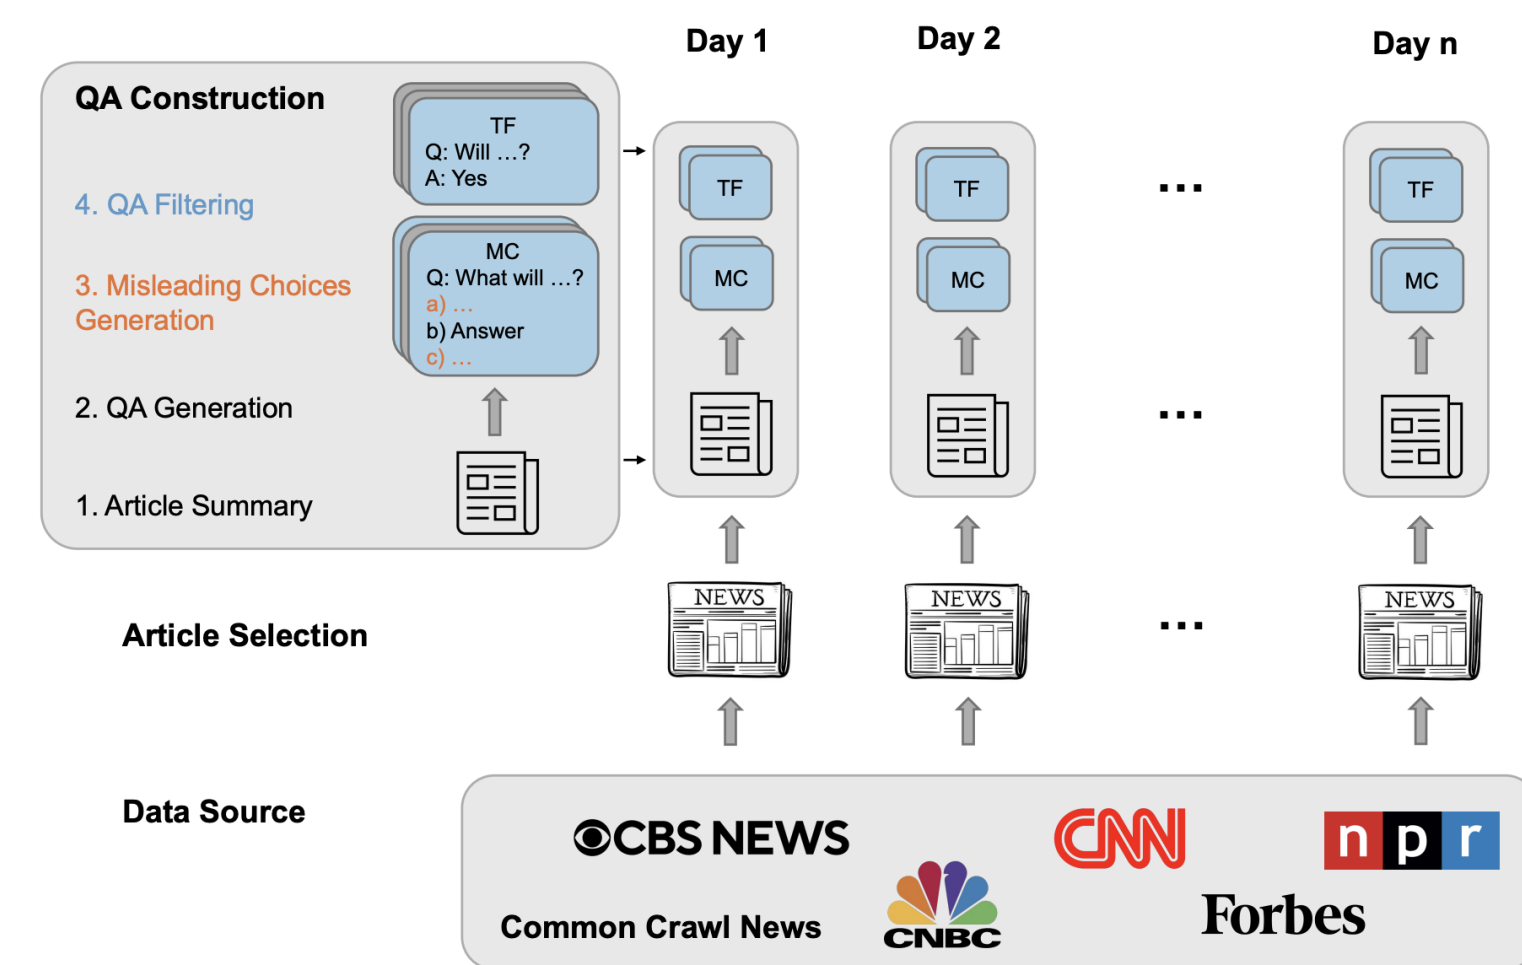 Day 1
Day 2
Day n
QA Construction
4. QA Filtering
3. Misleading Choices
Generation
2. QA Generation
1. Article Summary
TF
Q: Will ...?
A: Yes
MC
Q: What will ...?
a) ...
b) Answer
c) ...
TF
MC
TF
MC
...
...
TF
MC
Article Selection
NEWS
NEWS
...
NEWS
Data Source
CBS NEWS
CNN
npr
Common Crawl News
CNBC
Forbes